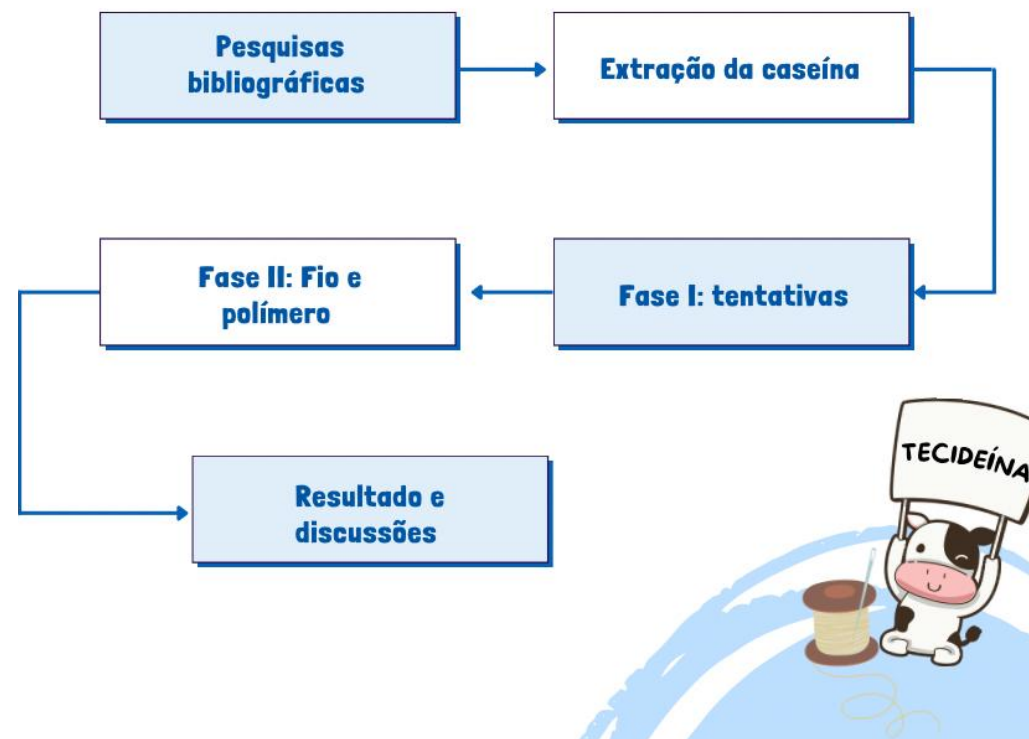 Pesquisas
bibliográficas
Extração da caseína
Fase I: tentativas
Fase II: Fio e
polímero
Resultado e
discussões
TECIDEÍNA